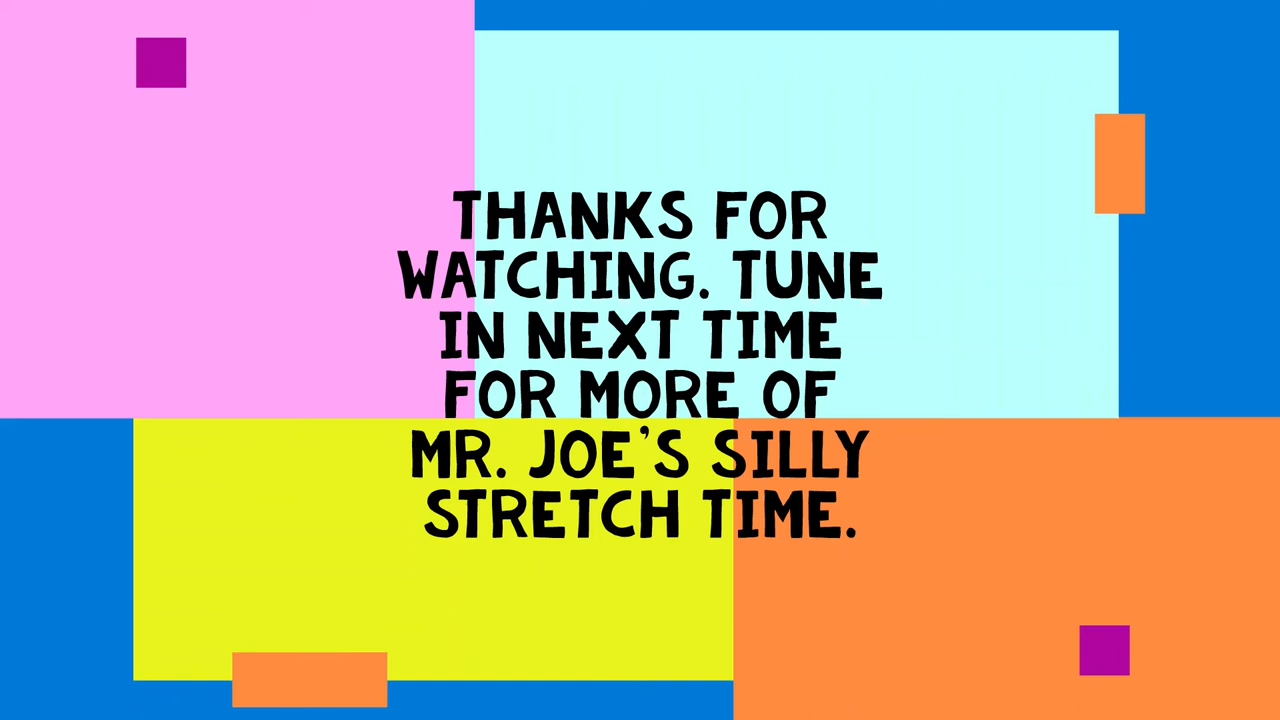 THANKS FOR
WATCHING. TUNE
IN NEXT TIME
FOR MORE OF
MR. JOE'S SILLY
STRETCH TIME.